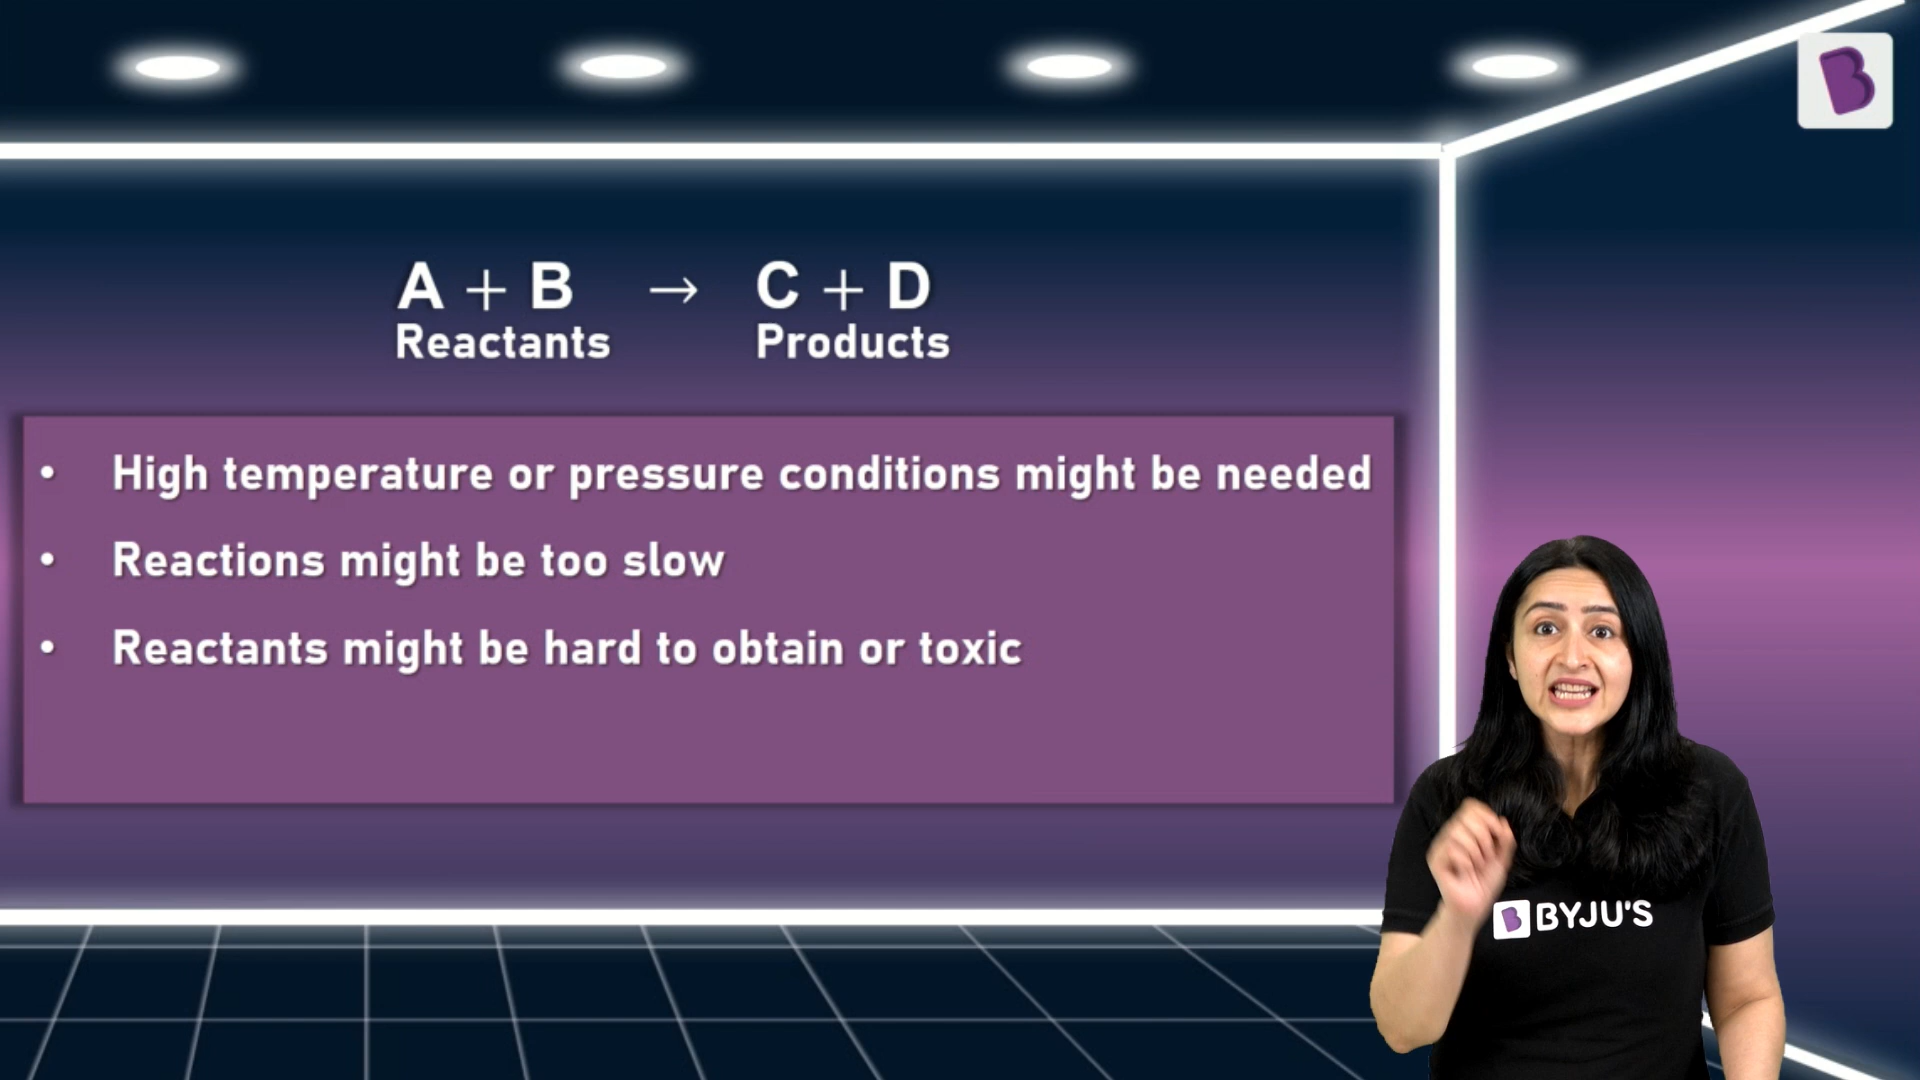 A + B → C + D
Reactants Products
• High temperature or pressure conditions might be needed
• Reactions might be too slow
• Reactants might be hard to obtain or toxic
B BYJU'S
B